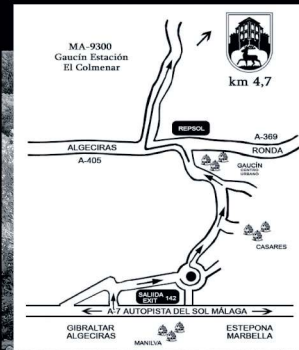 MA-9300
Gaucín Estación
El Colmenar
km 4,7
REPSOL
ALGECIRAS
A-405
A-369
RONDA
GAUCÍN
CENTRO
URBANO
CASARES
SALIIDA
EXIT 142
A-7 AUTOPISTA DEL SOL MÁLAGA
GIBRALTAR
ALGECIRAS
MANILVA
ESTEPONA
MARBELLA